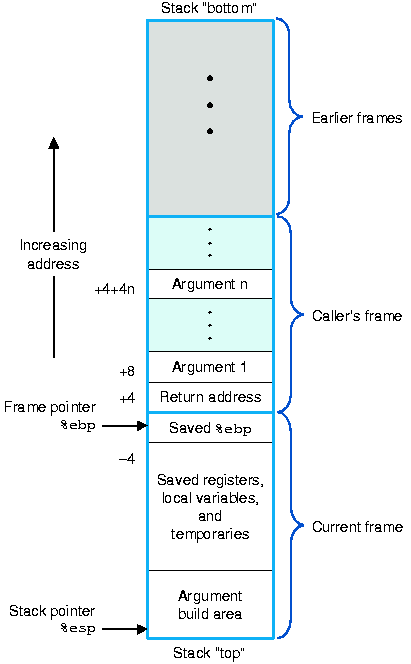 Stack "bottom"
Earlier frames
Increasing
address
+4+4n
Argument n
Caller's frame
+8
Argument 1
+4
Return address
Frame pointer
%ebp
Saved %ebp
−4
Saved registers,
local variables,
and
temporaries
Current frame
Argument
build area
Stack pointer
%esp
Stack "top"